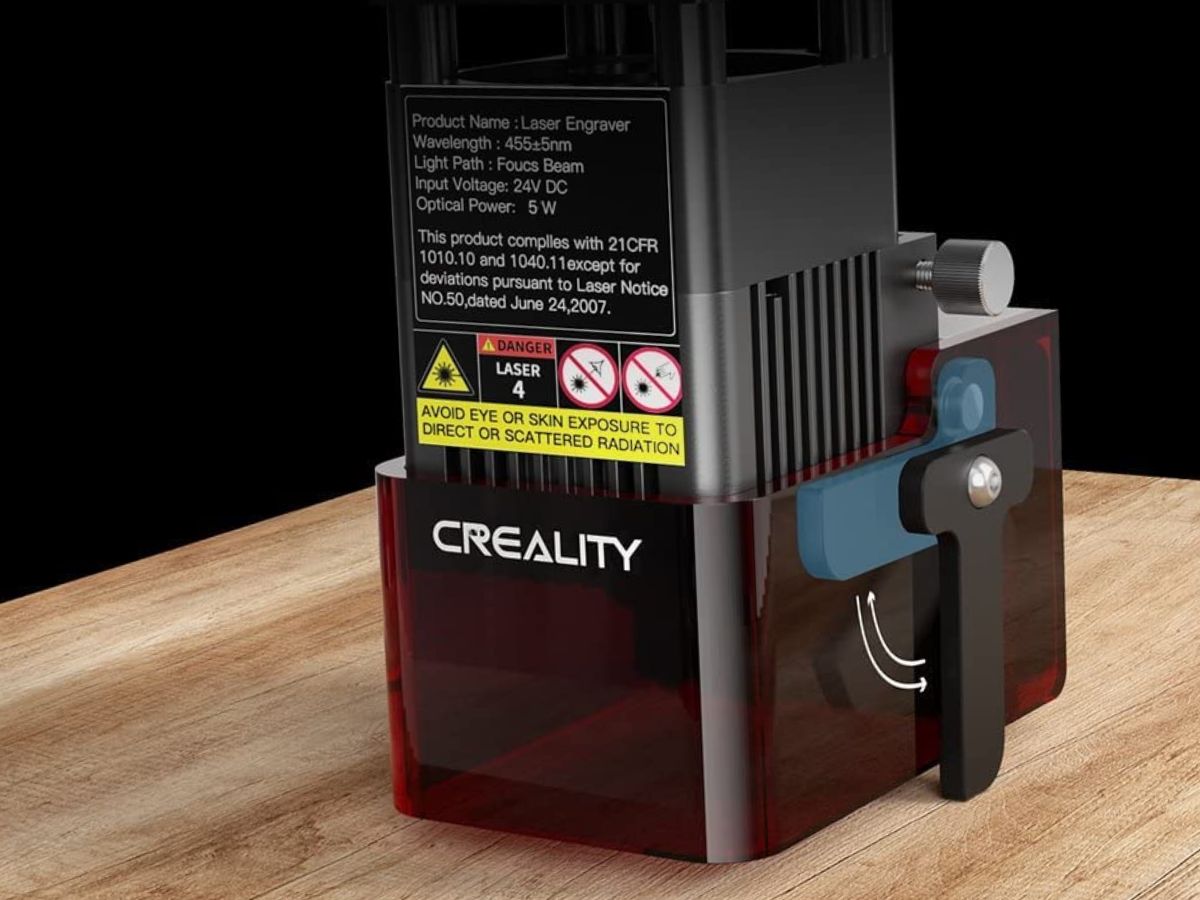 Product Name : Laser Engraver
Wavelength : 455±5nm
Light Path : Foucs Beam
Input Voltage: 24V DC
Optical Power: 5 W
This product complles with 21CFR
1010.10 and 1040.11except for
deviations pursuant to Laser Notice
NO.50,dated June 24,2007.
DANGER
LASER
4
AVOID EYE OR SKIN EXPOSURE TO
DIRECT OR SCATTERED RADIATION
CREALITY